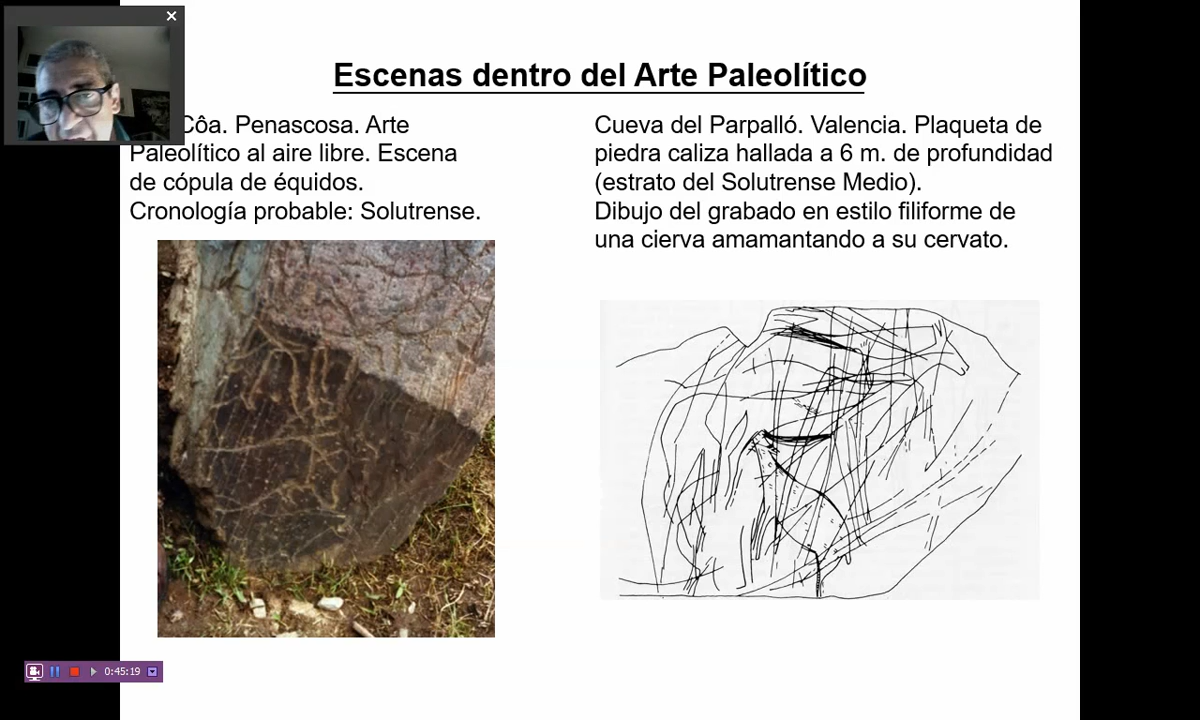 Escenas dentro del Arte Paleolítico
Côa. Penascosa. Arte
Paleolítico al aire libre. Escena
de cópula de équidos.
Cronología probable: Solutrense.
Cueva del Parpalló. Valencia. Plaqueta de
piedra caliza hallada a 6 m. de profundidad
(estrato del Solutrense Medio).
Dibujo del grabado en estilo filiforme de
una cierva amamantando a su cervato.
0:45:19